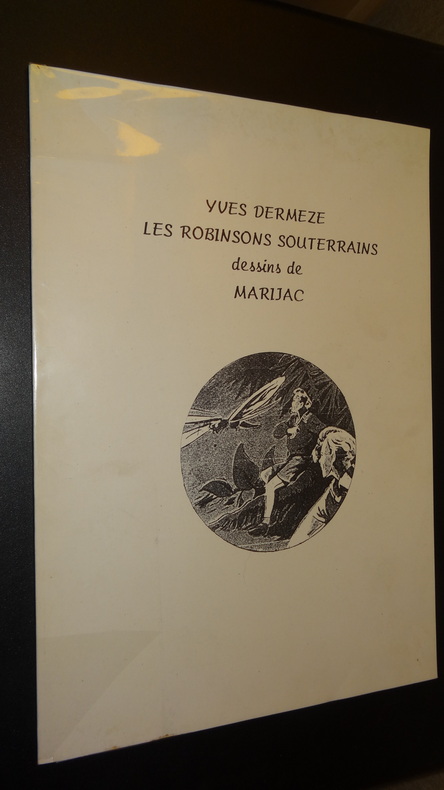 YVES DERMEZE
LES ROBINSONS SOUTERRAINS
dessins de
MARIJAC